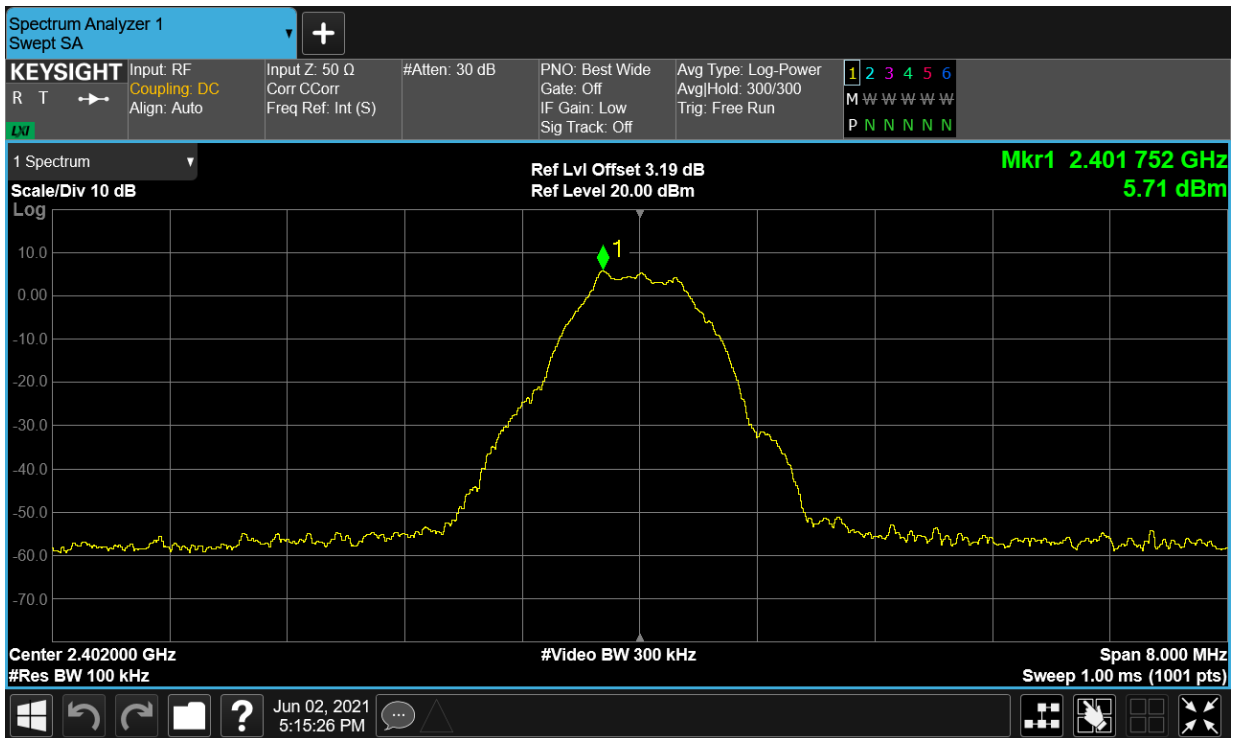 Spectrum Analyzer 1
Swept SA
+
KEYSIGHT Input: RF Input Z: 50 Ω #Atten: 30 dB PNO: Best Wide Avg Type: Log-Power 1 2 3 4 5 6
R T Coupling: DC Corr CCorr Gate: Off Avg|Hold: 300/300 M W W W W W
Align: Auto Freq Ref: Int (S) IF Gain: Low Trig: Free Run
LXI Sig Track: Off P N N N N N
1 Spectrum Ref Lvl Offset 3.19 dB Mkr1 2.401 752 GHz
Scale/Div 10 dB Ref Level 20.00 dBm 5.71 dBm
Log
1
10.0
0.00
-10.0
-20.0
-30.0
-40.0
-50.0
-60.0
-70.0
Center 2.402000 GHz #Video BW 300 kHz Span 8.000 MHz
#Res BW 100 kHz Sweep 1.00 ms (1001 pts)
? Jun 02, 2021
5:15:26 PM